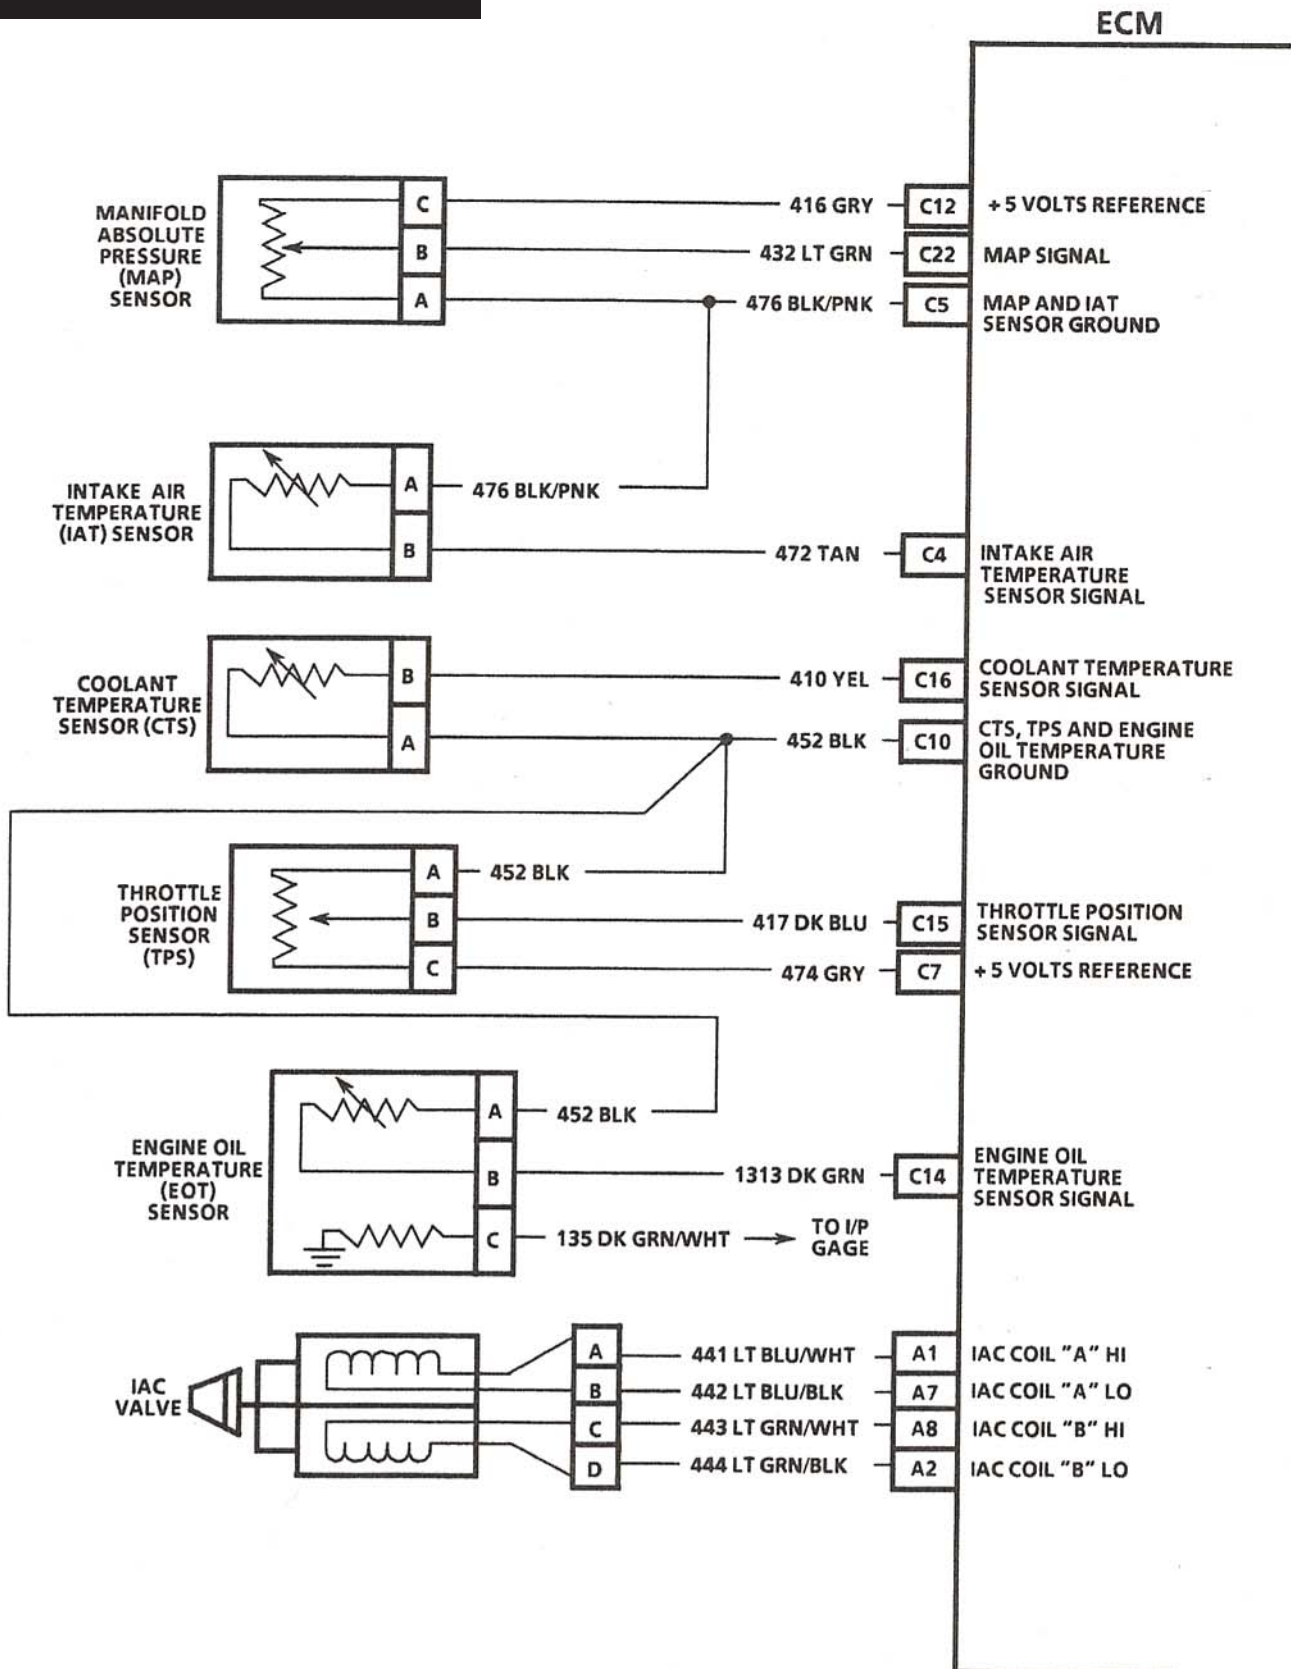 ECM
MANIFOLD
ABSOLUTE
PRESSURE
(MAP)
SENSOR
C
B
A
416 GRY
432 LT GRN
476 BLK/PNK
C12
C22
C5
+ 5 VOLTS REFERENCE
MAP SIGNAL
MAP AND IAT
SENSOR GROUND
INTAKE AIR
TEMPERATURE
(IAT) SENSOR
A
B
476 BLK/PNK
472 TAN
C4
INTAKE AIR
TEMPERATURE
SENSOR SIGNAL
COOLANT
TEMPERATURE
SENSOR (CTS)
B
A
410 YEL
452 BLK
C16
C10
COOLANT TEMPERATURE
SENSOR SIGNAL
CTS, TPS AND ENGINE
OIL TEMPERATURE
GROUND
THROTTLE
POSITION
SENSOR
(TPS)
A
B
C
452 BLK
417 DK BLU
474 GRY
C15
C7
THROTTLE POSITION
SENSOR SIGNAL
+ 5 VOLTS REFERENCE
ENGINE OIL
TEMPERATURE
(EOT)
SENSOR
A
B
C
452 BLK
1313 DK GRN
135 DK GRN/WHT
TO I/P
GAGE
C14
ENGINE OIL
TEMPERATURE
SENSOR SIGNAL
IAC
VALVE
A
B
C
D
441 LT BLU/WHT
442 LT BLU/BLK
443 LT GRN/WHT
444 LT GRN/BLK
A1
A7
A8
A2
IAC COIL "A" HI
IAC COIL "A" LO
IAC COIL "B" HI
IAC COIL "B" LO